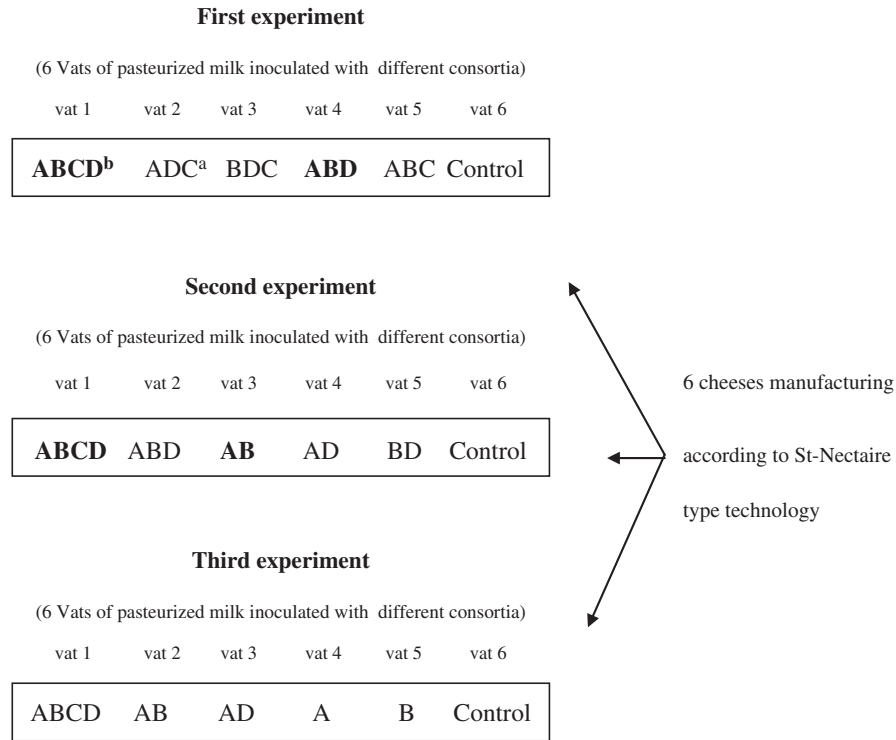 First experiment
(6 Vats of pasteurized milk inoculated with different consortia)
vat 1 vat 2 vat 3 vat 4 vat 5 vat 6
ABCDᵇ ADCᵃ BDC ABD ABC Control
Second experiment
(6 Vats of pasteurized milk inoculated with different consortia)
vat 1 vat 2 vat 3 vat 4 vat 5 vat 6
ABCD ABD AB AD BD Control
6 cheeses manufacturing
according to St-Nectaire
type technology
Third experiment
(6 Vats of pasteurized milk inoculated with different consortia)
vat 1 vat 2 vat 3 vat 4 vat 5 vat 6
ABCD AB AD A B Control